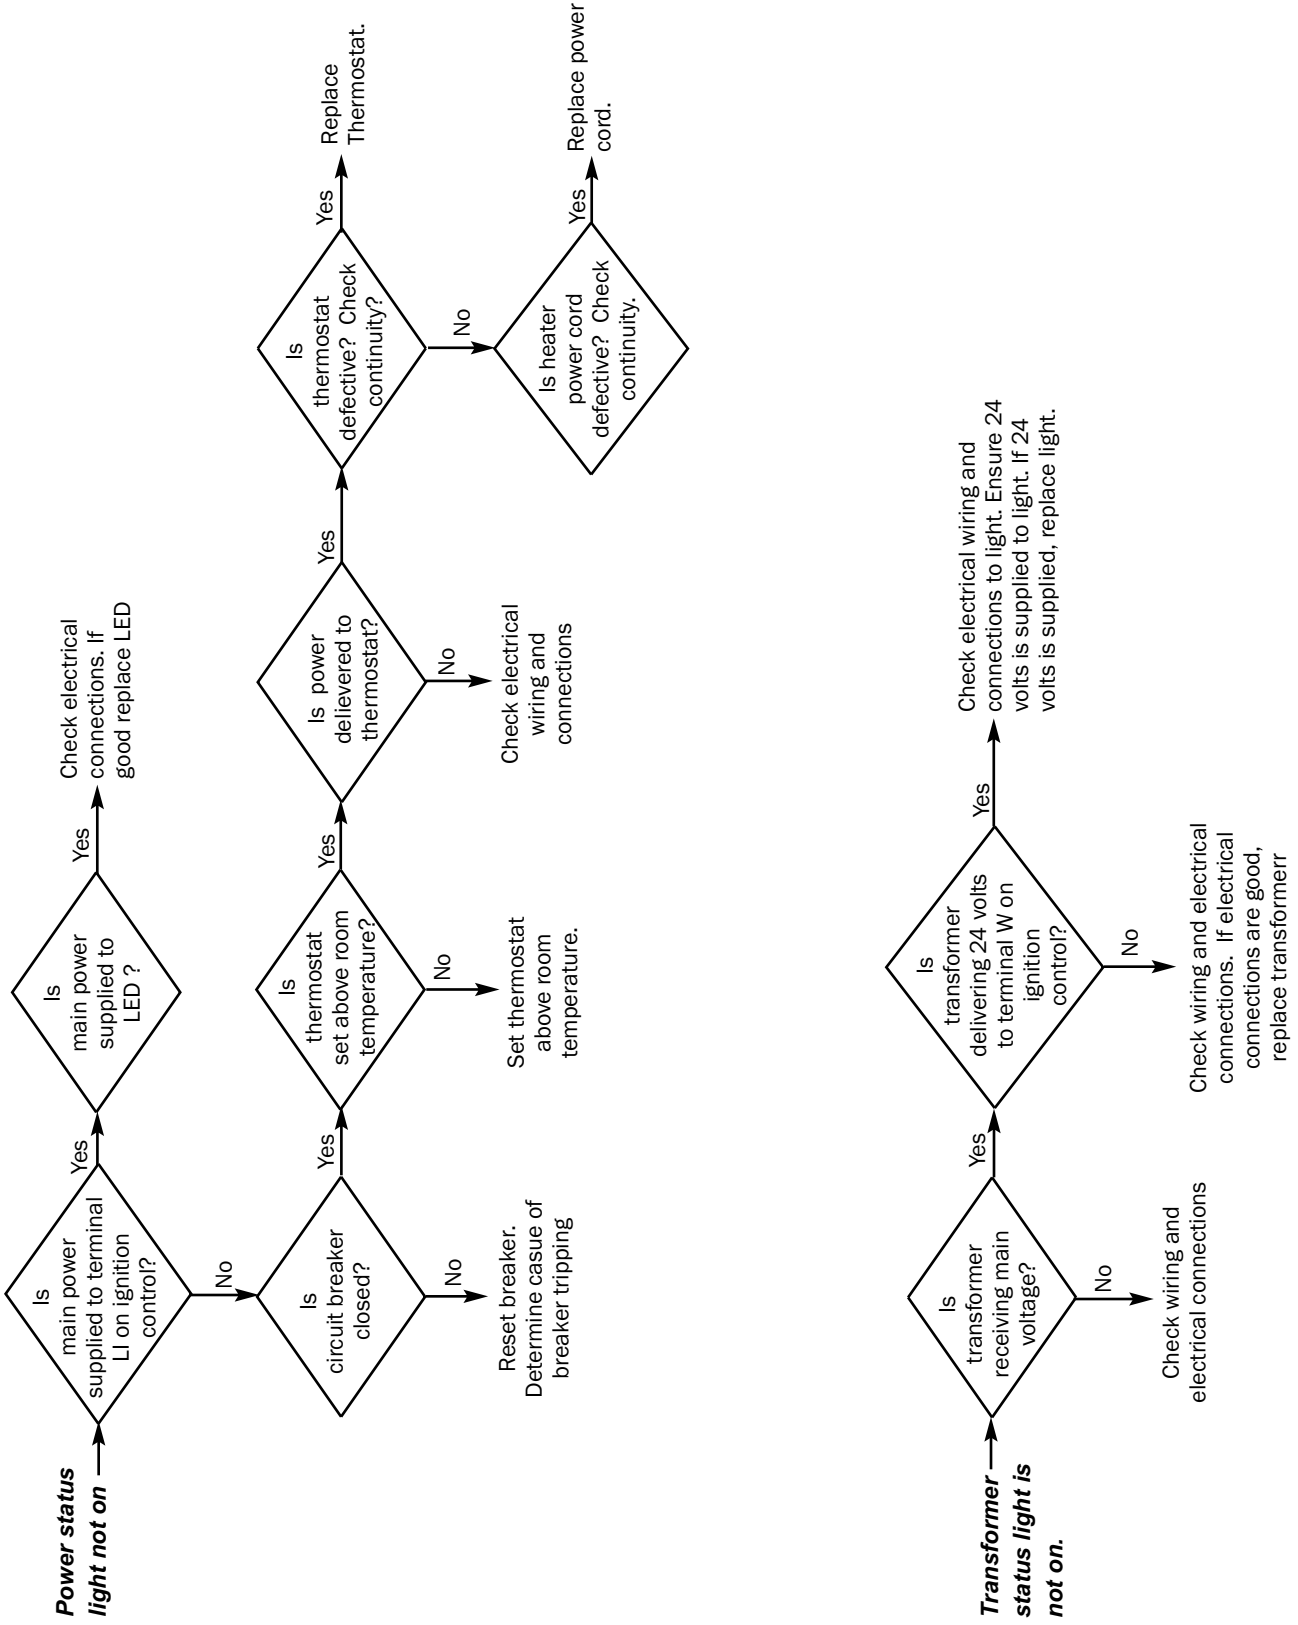 Power status
light not on
Is
main power
supplied to terminal
LI on ignition
control?
Yes
Is
main power
supplied to
LED ?
Yes
Check electrical
connections. If
good replace LED
No
Is
circuit breaker
closed?
Yes
Is
thermostat
set above room
temperature?
Yes
Is power
delievered to
thermostat?
Yes
Is
thermostat
defective? Check
continuity?
Yes
Replace
Thermostat.
No
Reset breaker.
Determine casue of
breaker tripping
No
Set thermostat
above room
temperature.
No
Check electrical
wiring and
connections
No
Is heater
power cord
defective? Check
continuity.
Yes
Replace power
cord.
Transformer
status light is
not on.
Is
transformer
receiving main
voltage?
Yes
Is
transformer
delivering 24 volts
to terminal W on
ignition
control?
Yes
Check electrical wiring and
connections to light. Ensure 24
volts is supplied to light. If 24
volts is supplied, replace light.
No
Check wiring and
electrical connections
No
Check wiring and electrical
connections. If electrical
connections are good,
replace transformerr